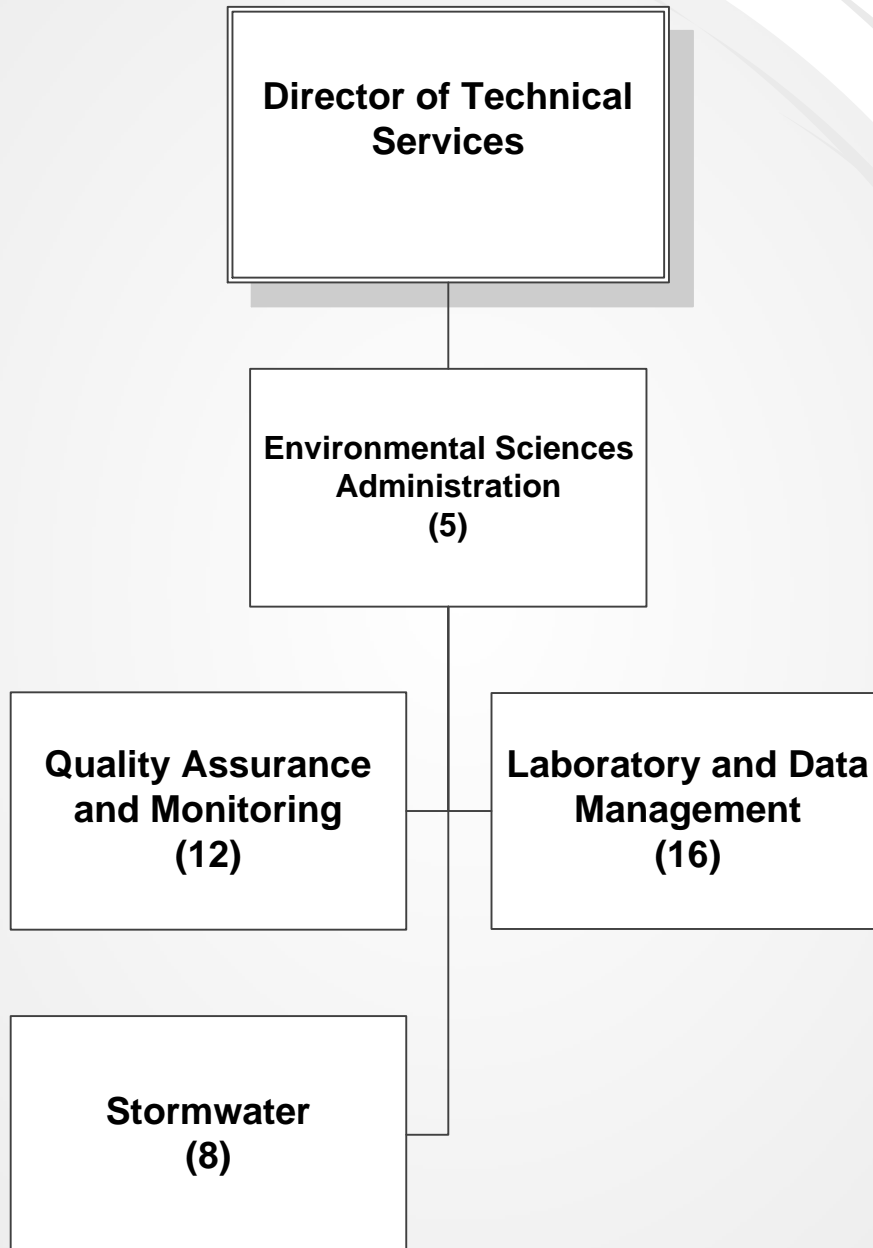 Director of Technical
Services
Environmental Sciences
Administration
(5)
Quality Assurance
and Monitoring
(12)
Laboratory and Data
Management
(16)
Stormwater
(8)